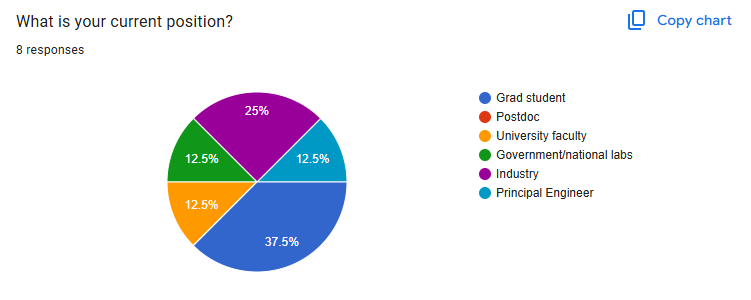 What is your current position?
Copy chart
8 responses
25%
12.5%
12.5%
12.5%
37.5%
Grad student
Postdoc
University faculty
Government/national labs
Industry
Principal Engineer